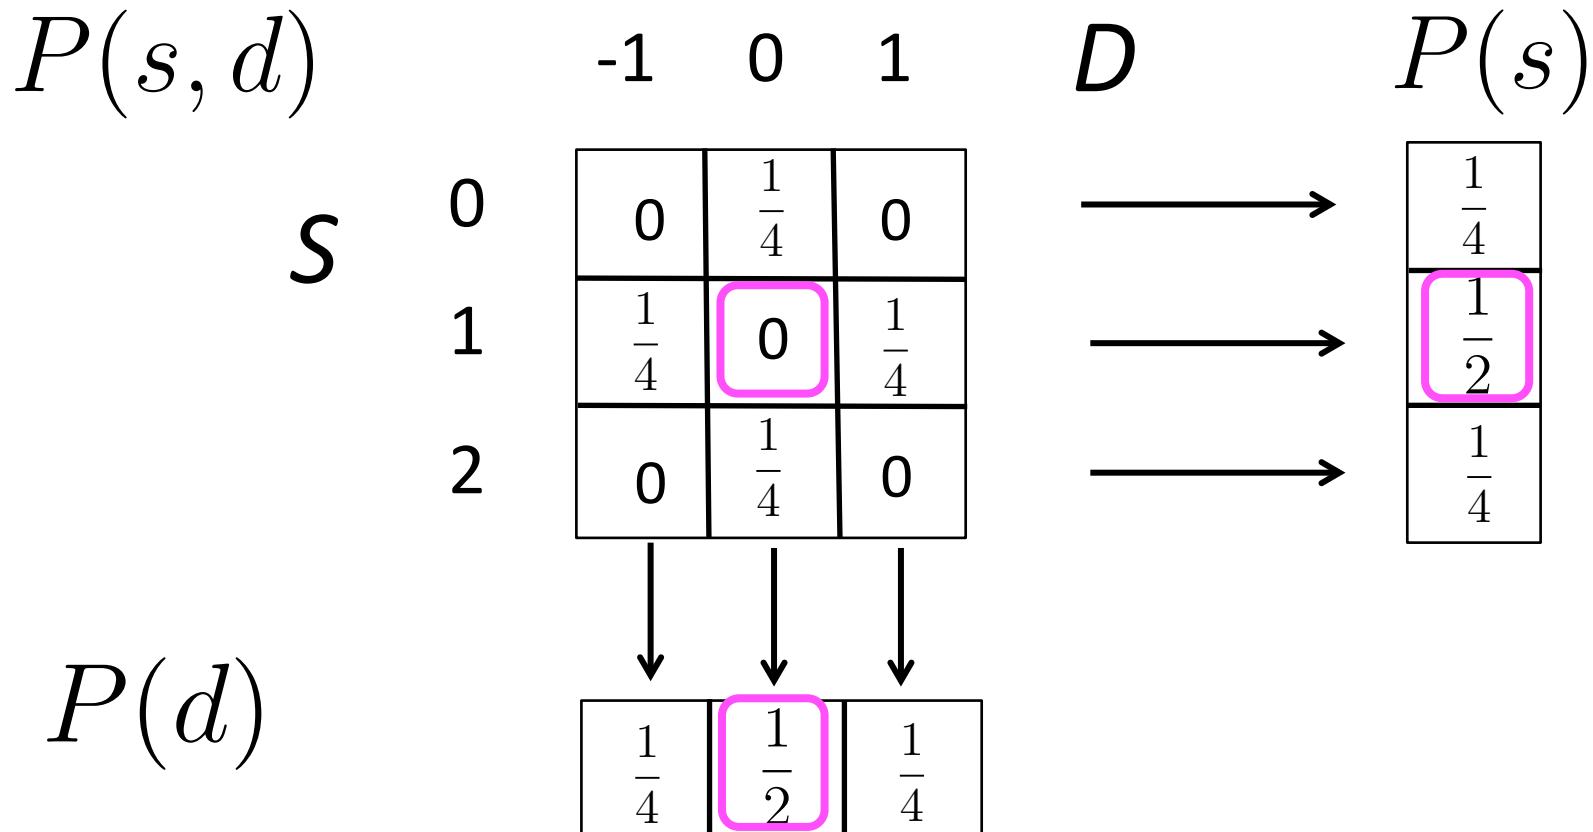 P(s, d) -1 0 1 D P(s)
S 0 0 1/4 0 1/4
1 1/4 0 1/4 1/2
2 0 1/4 0 1/4
P(d) 1/4 1/2 1/4